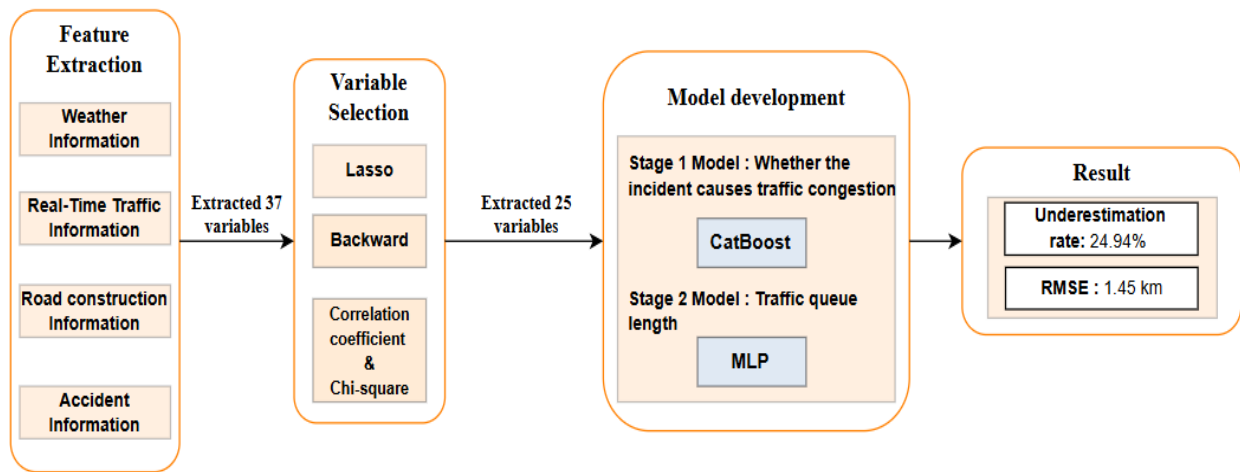 Feature
Extraction
Weather
Information
Real-Time Traffic
Information
Road construction
Information
Accident
Information
Extracted 37
variables
Variable
Selection
Lasso
Backward
Correlation
coefficient
&
Chi-square
Extracted 25
variables
Model development
Stage 1 Model : Whether the
incident causes traffic congestion
CatBoost
Stage 2 Model : Traffic queue
length
MLP
Result
Underestimation
rate: 24.94%
RMSE : 1.45 km